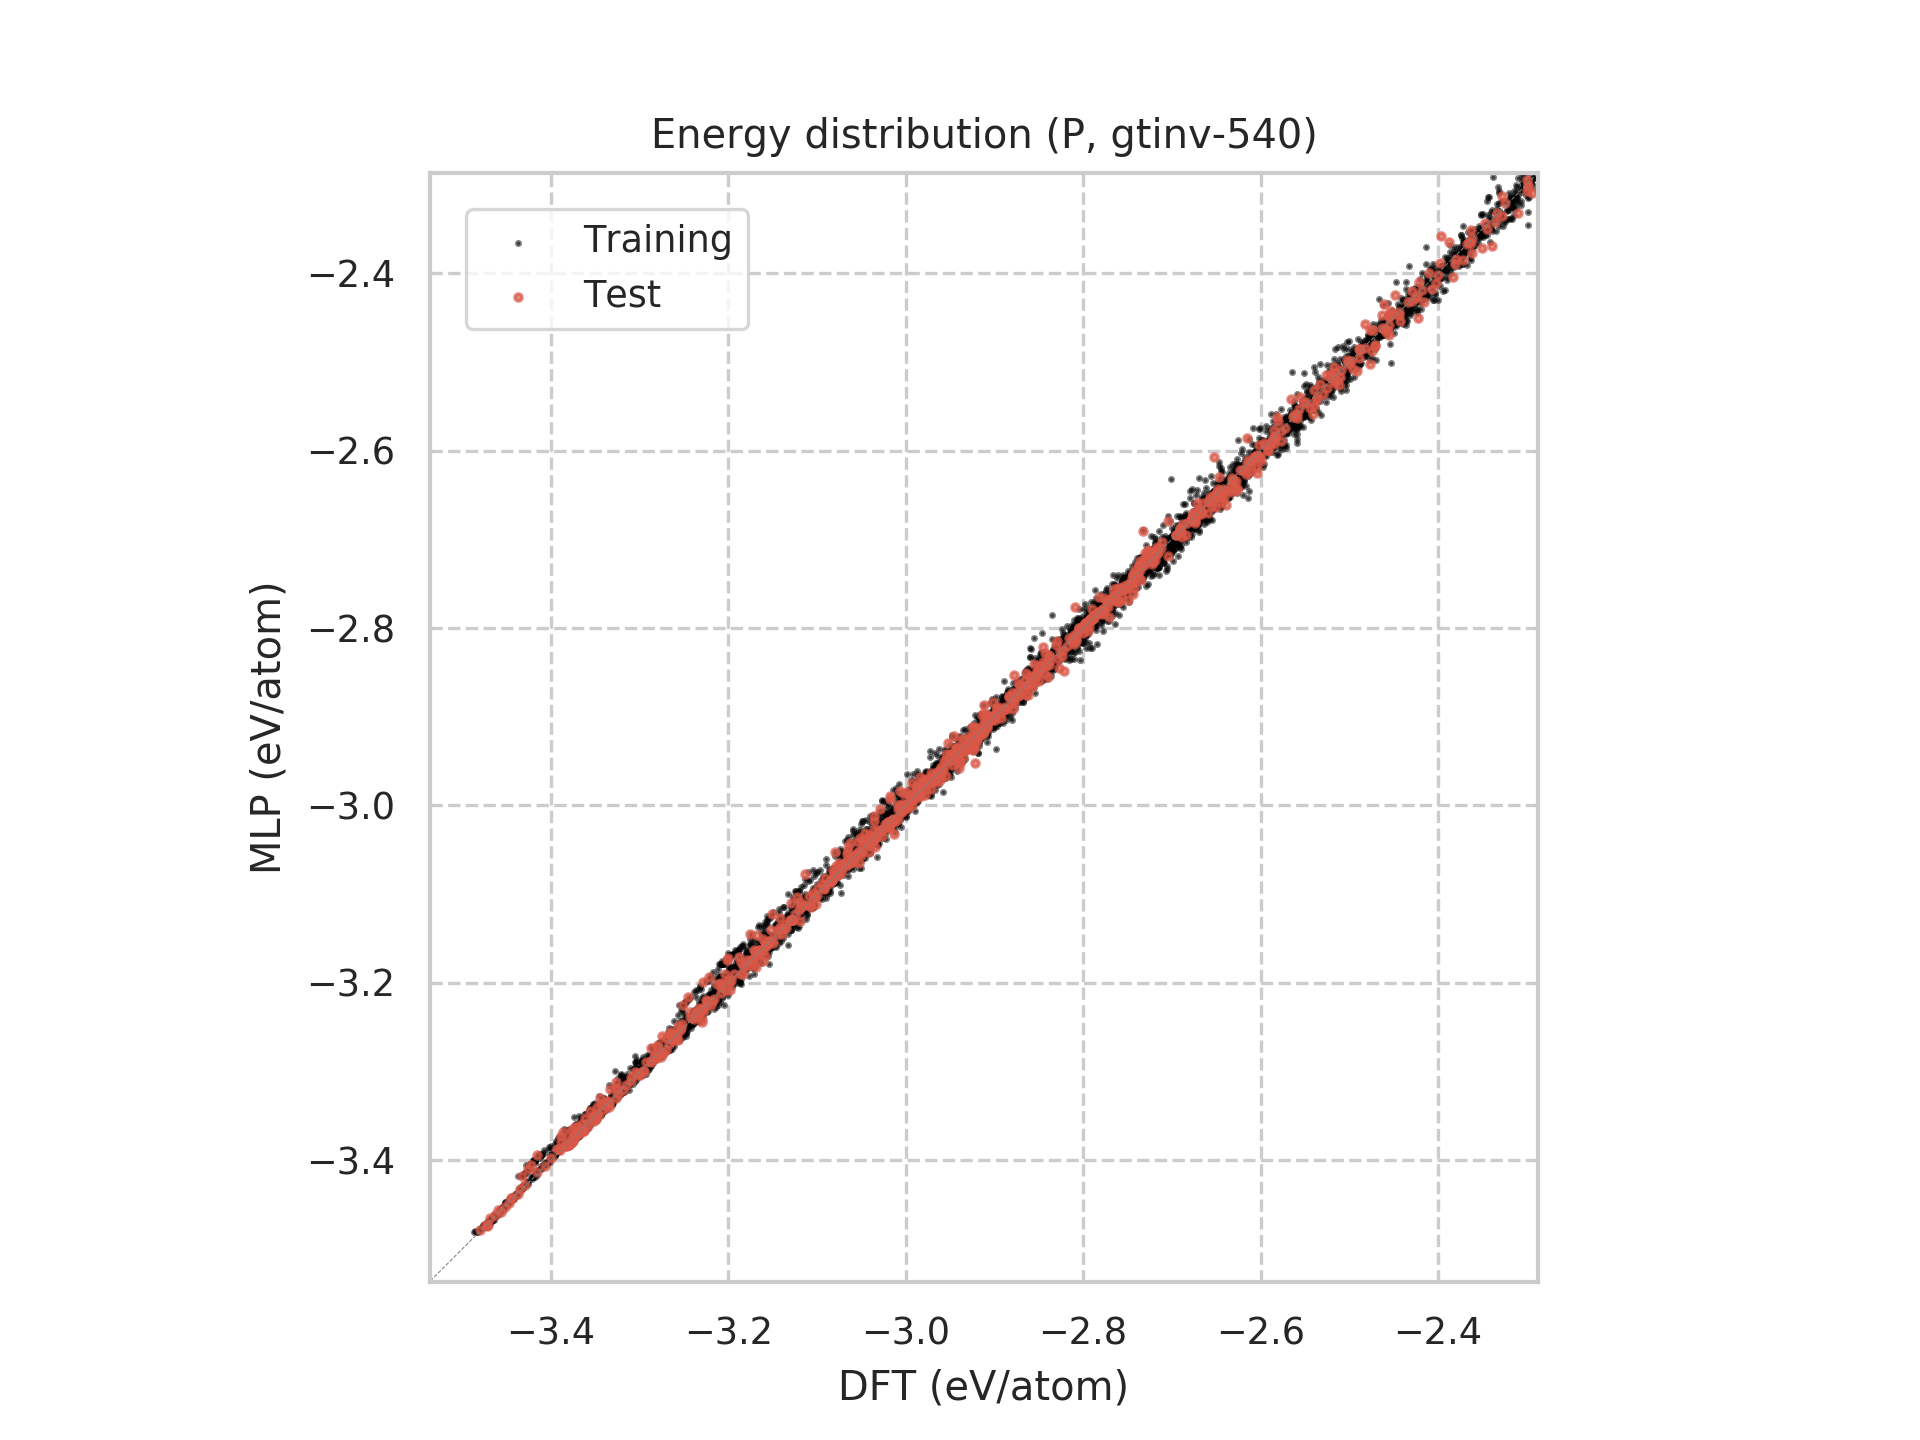 Energy distribution (P, gtinv-540)
Training
Test
−2.4
−2.6
−2.8
−3.0
−3.2
−3.4
MLP (eV/atom)
−3.4 −3.2 −3.0 −2.8 −2.6 −2.4
DFT (eV/atom)